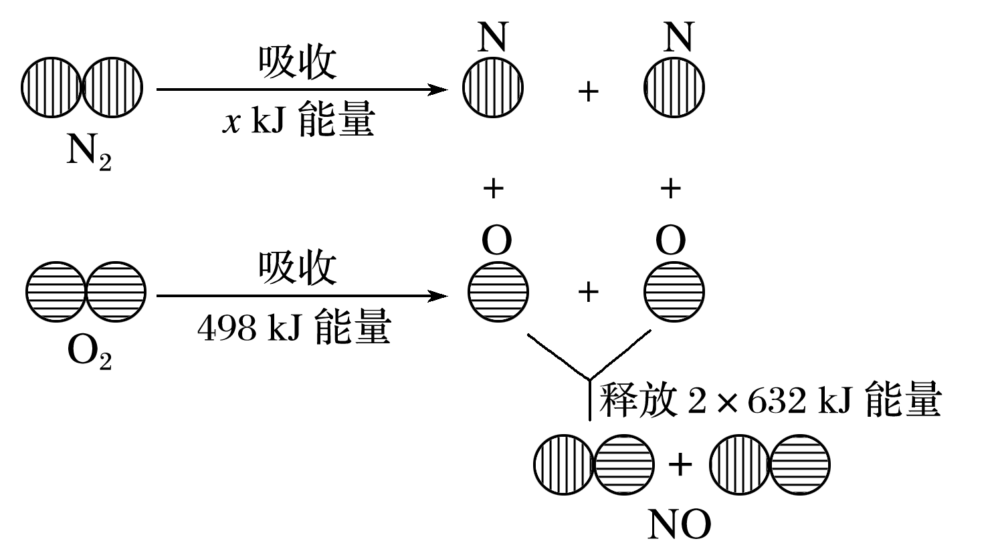 N N
吸收
+
x kJ 能量
N₂
+ +
O O
吸收
+
498 kJ 能量
O₂
释放 2 × 632 kJ 能量
+
NO